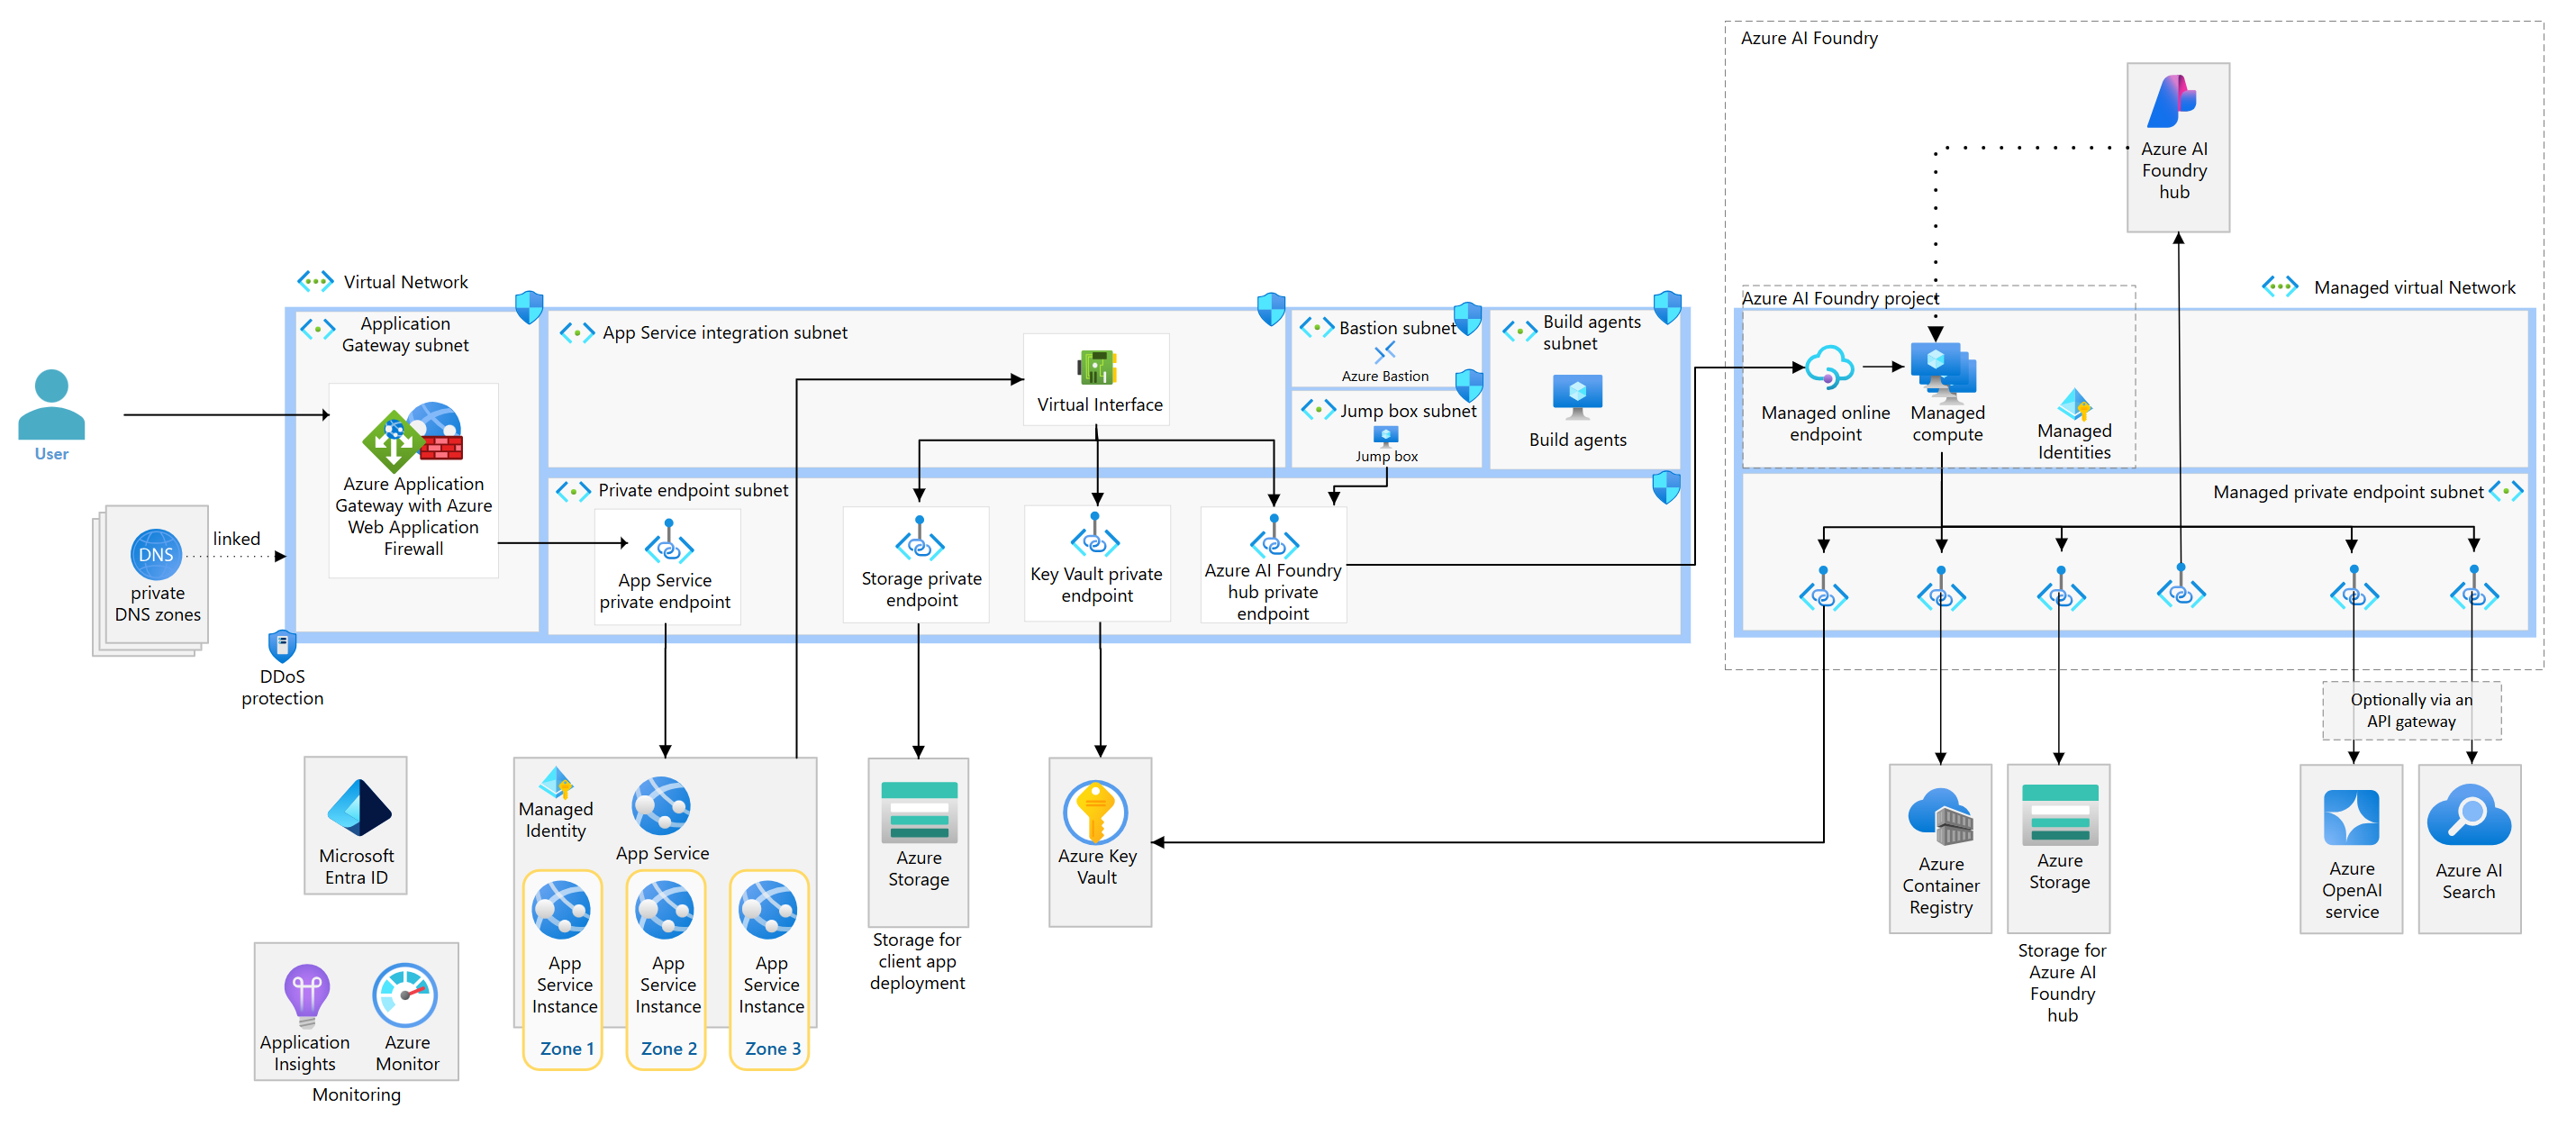 Azure AI Foundry
Azure AI
Foundry
hub
Virtual Network
Azure AI Foundry project
Managed virtual Network
Application
Gateway subnet
App Service integration subnet
Bastion subnet
Azure Bastion
Build agents
subnet
Build agents
Jump box subnet
Jump box
Virtual Interface
User
Azure Application
Gateway with Azure
Web Application
Firewall
Managed online
endpoint
Managed
compute
Managed
Identities
Private endpoint subnet
Managed private endpoint subnet
DNS
linked
private
DNS zones
App Service
private endpoint
Storage private
endpoint
Key Vault private
endpoint
Azure AI Foundry
hub private
endpoint
DDoS
protection
Optionally via an
API gateway
Microsoft
Entra ID
Managed
Identity
App Service
Azure
Storage
Azure Key
Vault
Azure
Container
Registry
Azure
Storage
Azure
OpenAI
service
Azure AI
Search
App
Service
Instance
Zone 1
App
Service
Instance
Zone 2
App
Service
Instance
Zone 3
Storage for
client app
deployment
Storage for
Azure AI
Foundry
hub
Application
Insights
Azure
Monitor
Monitoring